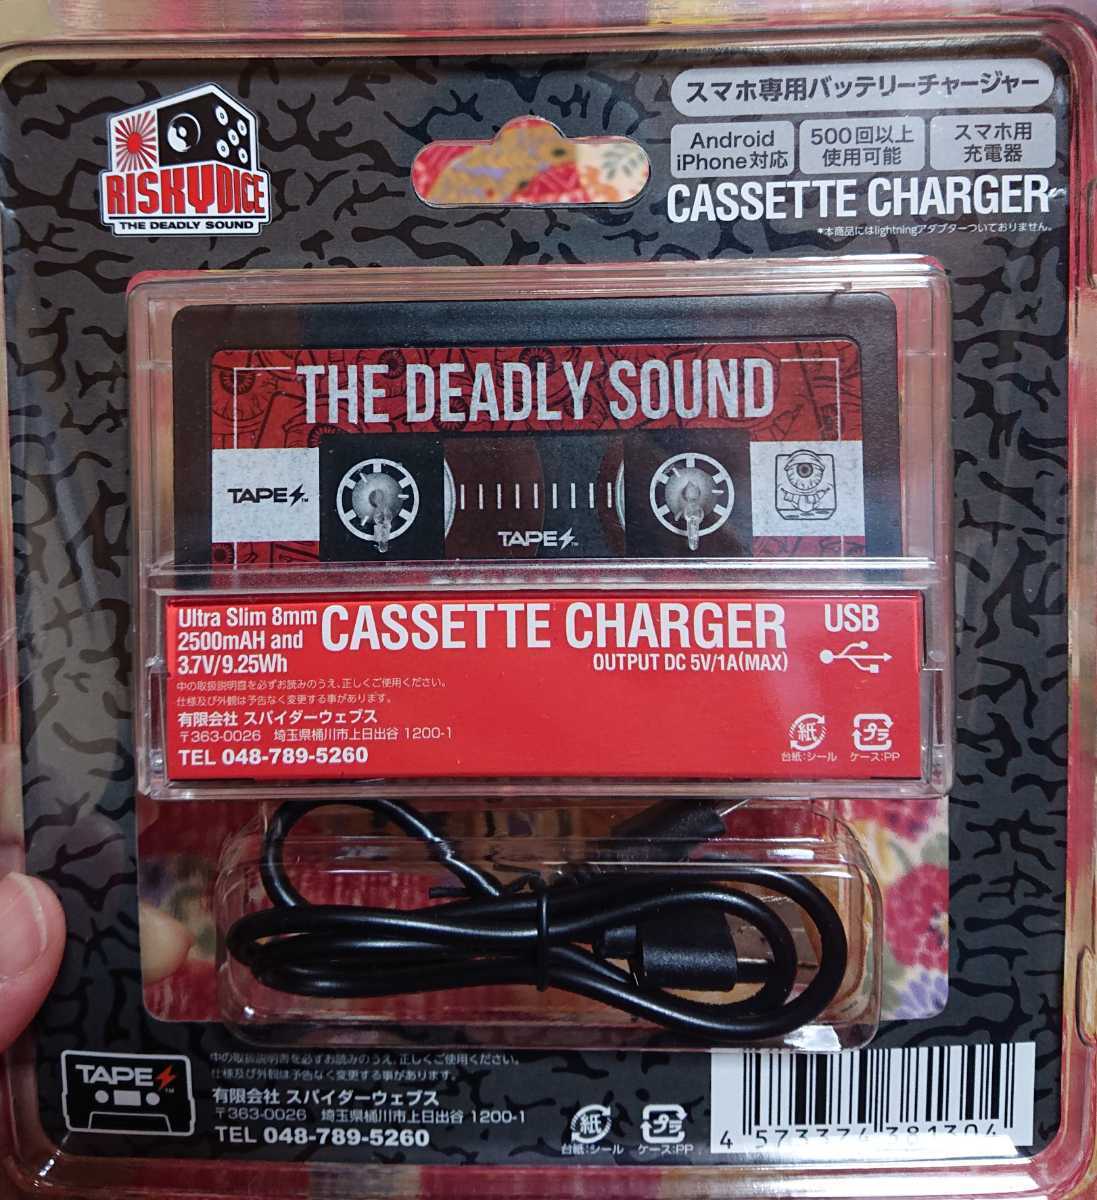 RISKYDICE
THE DEADLY SOUND
スマホ専用バッテリーチャージャー
Android
iPhone対応
500回以上
使用可能
スマホ用
充電器
CASSETTE CHARGER
*本商品にはlightningアダプターついておりません。
THE DEADLY SOUND
TAPE TM
TAPE TM
Ultra Slim 8mm
2500mAH and
3.7V/9.25Wh
CASSETTE CHARGER
OUTPUT DC 5V/1A(MAX)
USB
中の取扱説明書を必ずお読みのうえ、正しくご使用ください。
仕様及び外観は予告なく変更する事があります。
有限会社 スパイダーウェブス
〒363-0026 埼玉県桶川市上日出谷 1200-1
TEL 048-789-5260
紙
台紙:シール
プラ
ケース:PP
TAPE TM
中の取扱説明書を必ずお読みのうえ、正しくご使用ください。
仕様及び外観は予告なく変更する事があります。
有限会社 スパイダーウェブス
〒363-0026 埼玉県桶川市上日出谷 1200-1
TEL 048-789-5260
紙
台紙:シール
プラ
ケース:PP
4 573374 381304